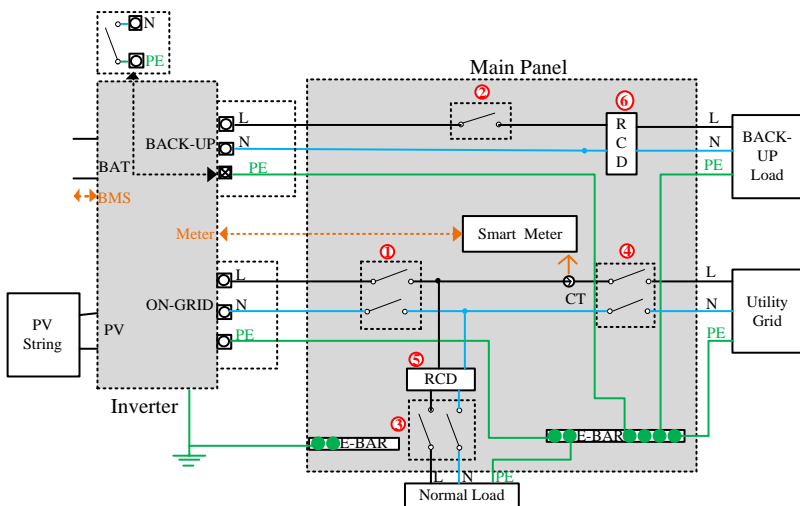 N
PE
Main Panel
②
⑥
L
BACK-UP
N
PE
BAT
BMS
R
C
D
L
N
PE
BACK-
UP
Load
Meter
Smart Meter
①
④
L
ON-GRID
N
PE
CT
L
N
PE
Utility
Grid
PV
String
PV
Inverter
⑤
RCD
③
E-BAR
E-BAR
L
N
PE
Normal Load